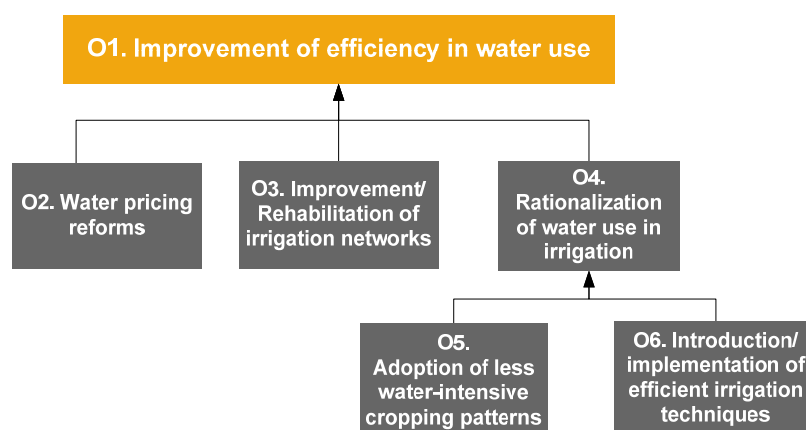 O1. Improvement of efficiency in water use
O2. Water pricing
reforms
O3. Improvement/
Rehabilitation of
irrigation networks
O4.
Rationalization
of water use in
irrigation
O5.
Adoption of less
water-intensive
cropping patterns
O6. Introduction/
implementation of
efficient irrigation
techniques